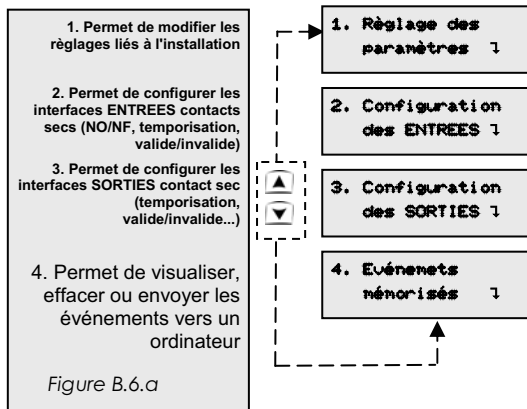 1. Permet de modifier les
règlages liés à l'installation
2. Permet de configurer les
interfaces ENTREES contacts
secs (NO/NF, temporisation,
valide/invalide)
3. Permet de configurer les
interfaces SORTIES contact sec
(temporisation,
valide/invalide...)
4. Permet de visualiser,
effacer ou envoyer les
événements vers un
ordinateur
Figure B.6.a
1. Règlage des
paramètres ↴
2. Configuration
des ENTREES ↴
3. Configuration
des SORTIES ↴
4. Evénemets
mémorisés ↴